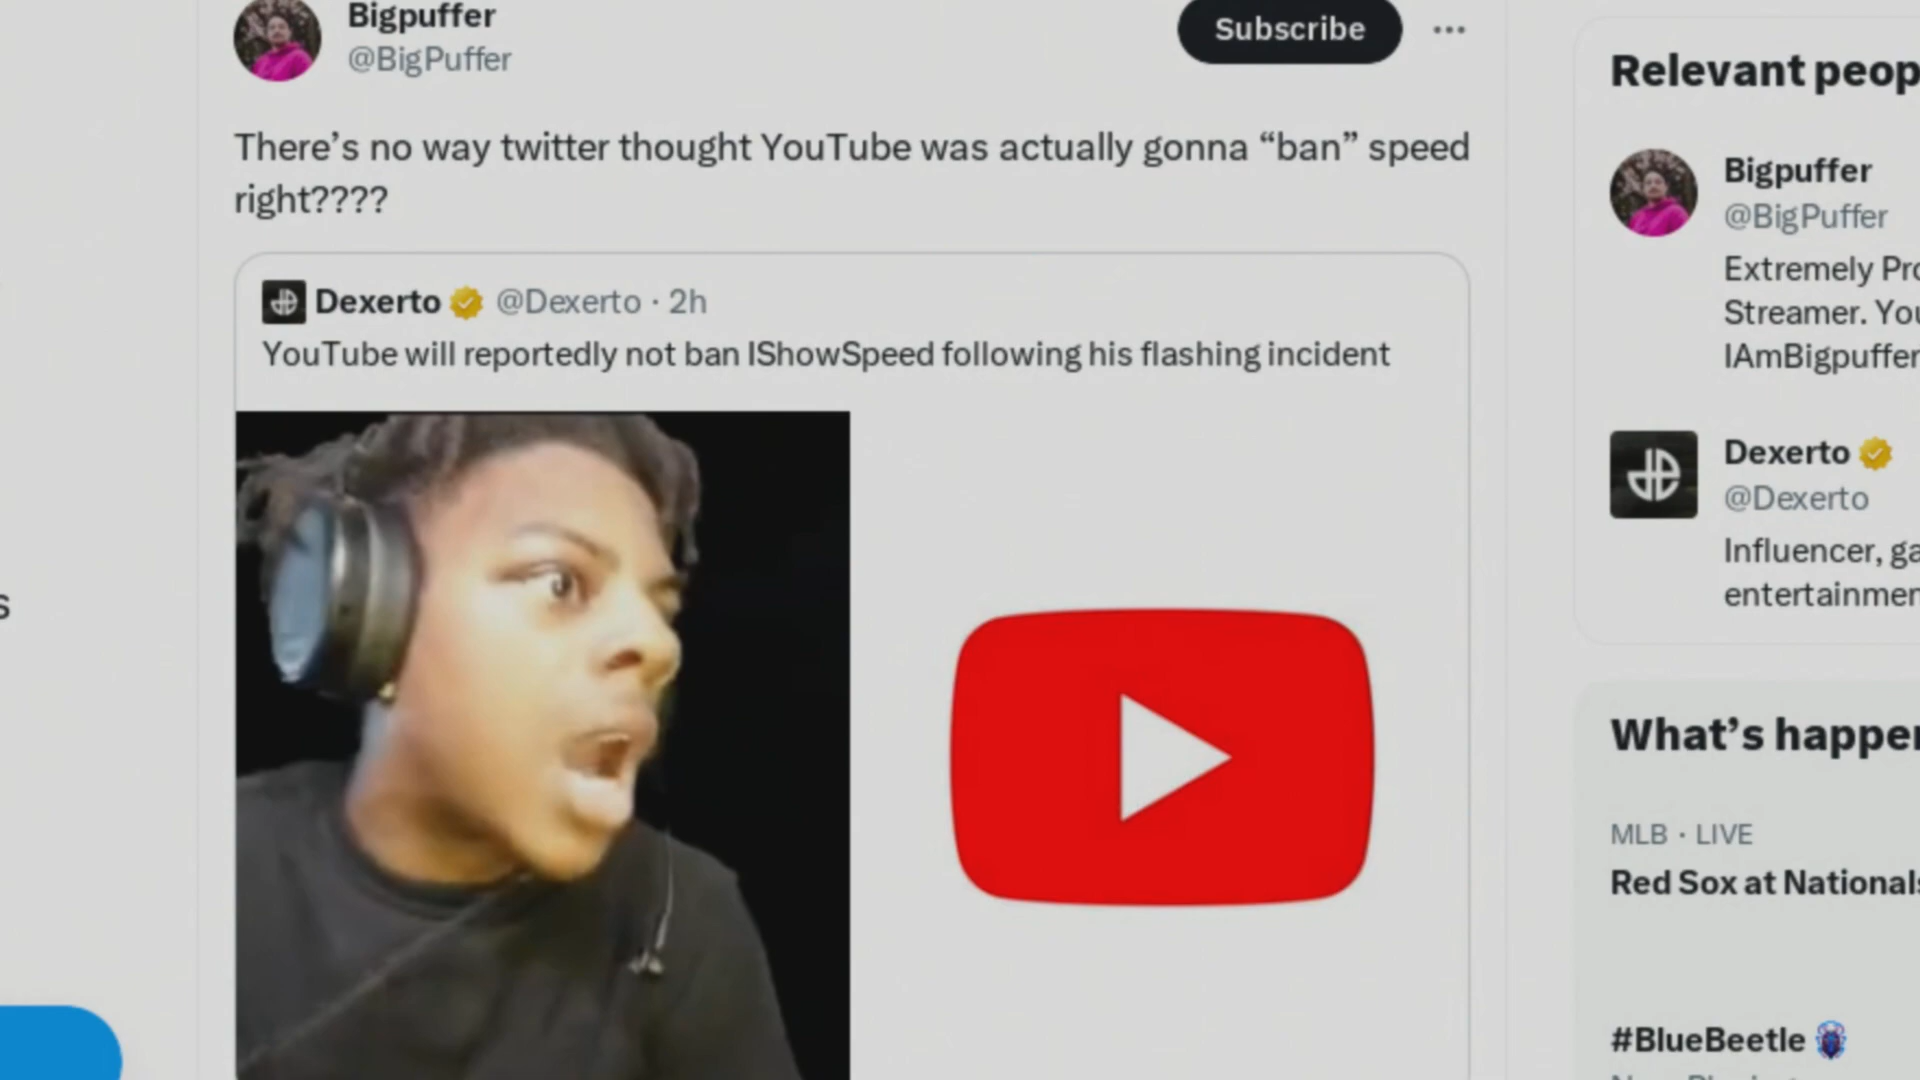 Bigpuffer
@BigPuffer
Subscribe
There’s no way twitter thought YouTube was actually gonna “ban” speed
right????
Dexerto @Dexerto · 2h
YouTube will reportedly not ban IShowSpeed following his flashing incident
Relevant peop
Bigpuffer
@BigPuffer
Extremely Pro
Streamer. You
IAmBigpuffer
Dexerto
@Dexerto
Influencer, ga
entertainmen
What’s happen
MLB · LIVE
Red Sox at Nationals
#BlueBeetle